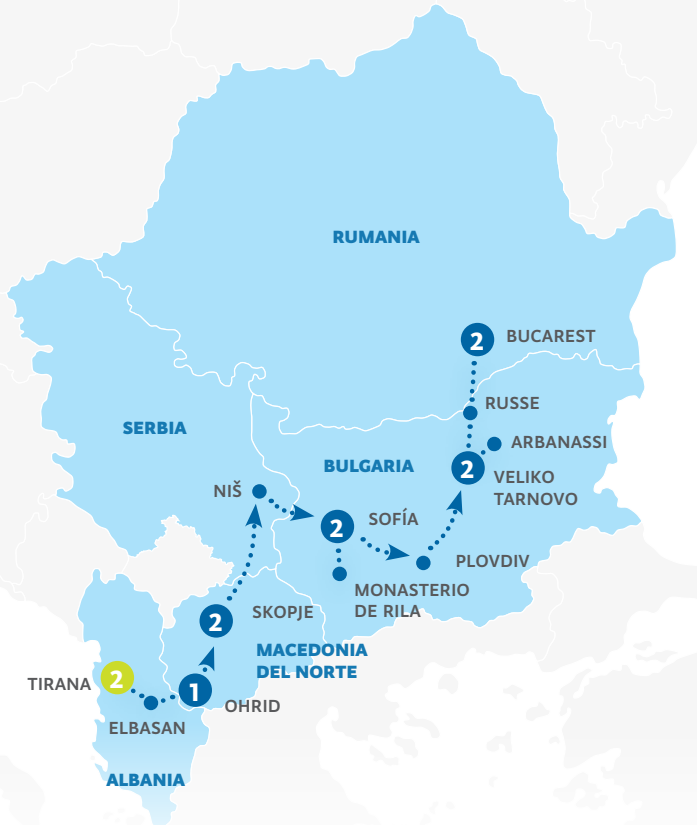 RUMANIA
2
BUCAREST
RUSSE
SERBIA
ARBANASSI
BULGARIA
2
VELIKO
TARNOVO
NIŠ
2
SOFÍA
PLOVDIV
MONASTERIO
DE RILA
2
SKOPJE
MACEDONIA
DEL NORTE
TIRANA
2
1
OHRID
ELBASAN
ALBANIA